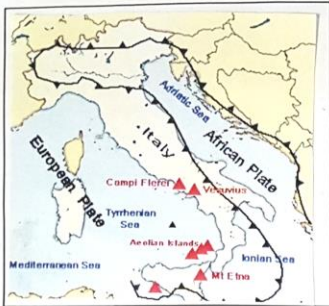 Adriatic Sea
African Plate
Italy
European Plate
Campi Flerei
Vesuvius
Tyrrhenian
Sea
Aeolian Islands
Ionian Sea
Mediterranean Sea
Mt Etna